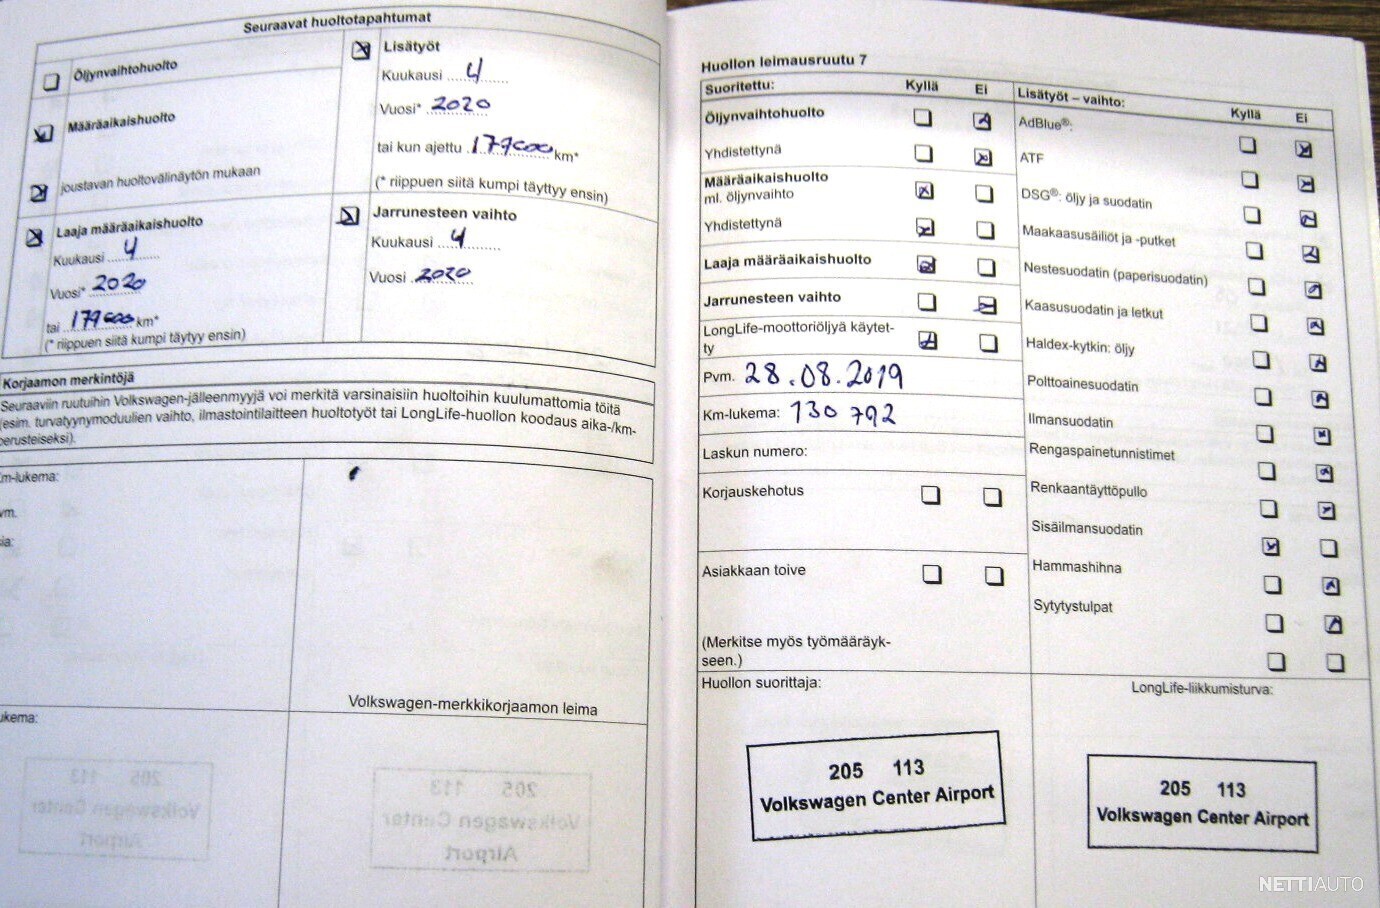 Seuraavat huoltotapahtumat
Öljynvaihtohuolto
Määräaikaishuolto
joustavan huoltovälinäytön mukaan
Laaja määräaikaishuolto
Kuukausi 4
Vuosi* 2020
tai 179000 km*
(* riippuen siitä kumpi täytyy ensin)
Lisätyöt
Kuukausi 4
Vuosi* 2020
tai kun ajettu 179000 km*
(* riippuen siitä kumpi täyttyy ensin)
Jarrunesteen vaihto
Kuukausi 4
Vuosi 2020
Korjaamon merkintöjä
Seuraaviin ruutuihin Volkswagen-jälleenmyyjä voi merkitä varsinaisiin huoltoihin kuulumattomia töitä
(esim. turvatyynymoduulien vaihto, ilmastointilaitteen huoltotyöt tai LongLife-huollon koodaus aika-/km-
perusteiseksi).
Km-lukema:
Volkswagen-merkkikorjaamon leima
Huollon leimausruutu 7
Suoritettu: Kyllä Ei
Öljynvaihtohuolto
Yhdistettynä
Määräaikaishuolto
ml. öljynvaihto
Yhdistettynä
Laaja määräaikaishuolto
Jarrunesteen vaihto
LongLife-moottoriöljyä käytet-
ty
Pvm. 28.08.2019
Km-lukema: 130 792
Laskun numero:
Korjauskehotus
Asiakkaan toive
(Merkitse myös työmääräyk-
seen.)
Huollon suorittaja:
205 113
Volkswagen Center Airport
Lisätyöt – vaihto: Kyllä Ei
AdBlue®:
ATF
DSG®: öljy ja suodatin
Maakaasusäiliöt ja -putket
Nestesuodatin (paperisuodatin)
Kaasusuodatin ja letkut
Haldex-kytkin: öljy
Polttoainesuodatin
Ilmansuodatin
Rengaspainetunnistimet
Renkaantäyttöpullo
Sisäilmansuodatin
Hammashihna
Sytytystulpat
LongLife-liikkumisturva:
205 113
Volkswagen Center Airport
NETTIAUTO